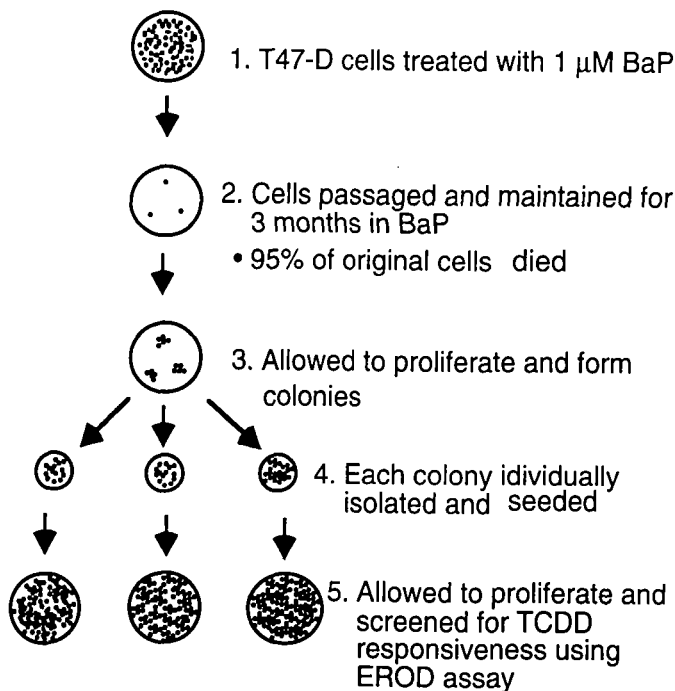 1. T47-D cells treated with 1 µM BaP
2. Cells passaged and maintained for
3 months in BaP
• 95% of original cells died
3. Allowed to proliferate and form
colonies
4. Each colony idividually
isolated and seeded
5. Allowed to proliferate and
screened for TCDD
responsiveness using
EROD assay